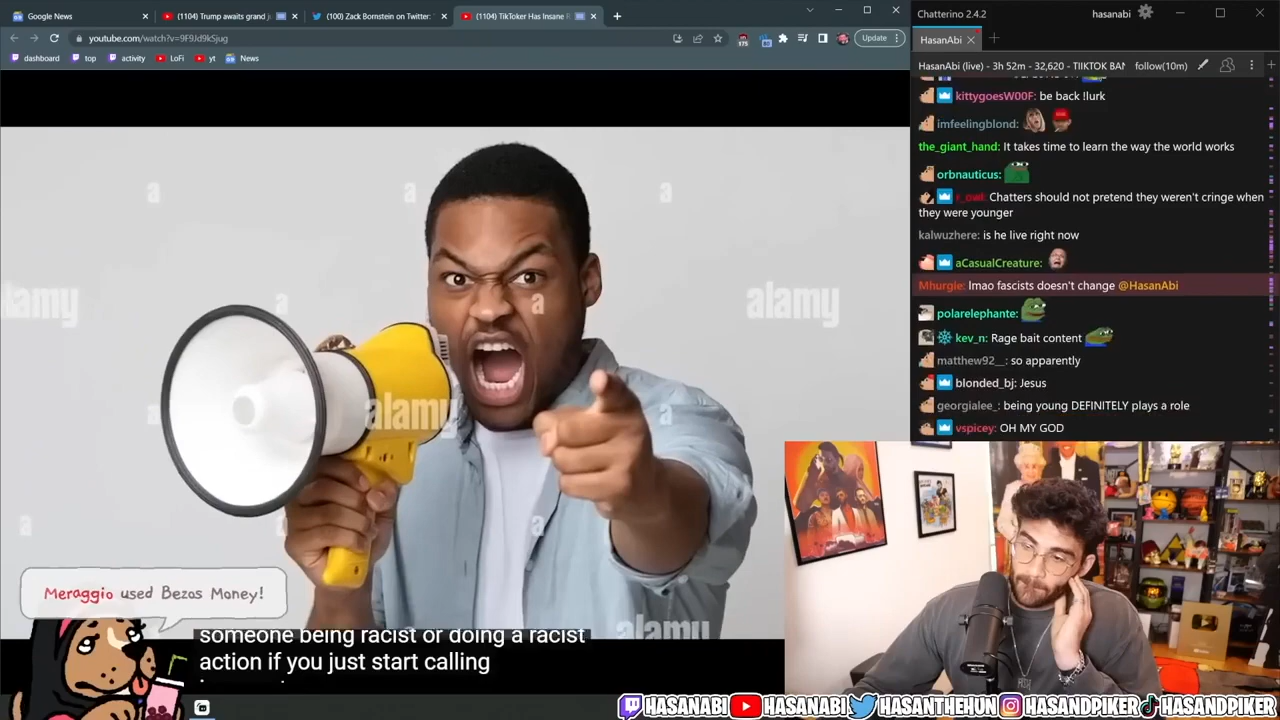 Google News
(1104) Trump awaits grand j
(100) Zack Bornstein on Twitter:
(1104) TikToker Has Insane R
youtube.com/watch?v=9F9Jd9kSjug
Update
dashboard
top
activity
LoFi
yt
News
Chatterino 2.4.2
hasanabi
HasanAbi
HasanAbi (live) - 3h 52m - 32,620 - TIKTOK BAN
follow(10m)
kittygoesW00F: be back !lurk
imfeelingblond:
the_giant_hand: It takes time to learn the way the world works
orbnauticus:
r_owl: Chatters should not pretend they weren't cringe when
they were younger
kalwuzhere: is he live right now
aCasualCreature:
Mhurgie: lmao fascists doesn't change @HasanAbi
polarelephante:
kev_n: Rage bait content
matthew92__: so apparently
blonded_bj: Jesus
georgialee_: being young DEFINITELY plays a role
vspicey: OH MY GOD
a
a
a
alamy
a
a
alamy
a
alamy
a
a
a
alamy
Meraggio used Bezos Money!
someone being racist or doing a racist
action if you just start calling
HASANABI
HASANABI
HASANTHEHUN
HASANDPIKER
HASANDPIKER